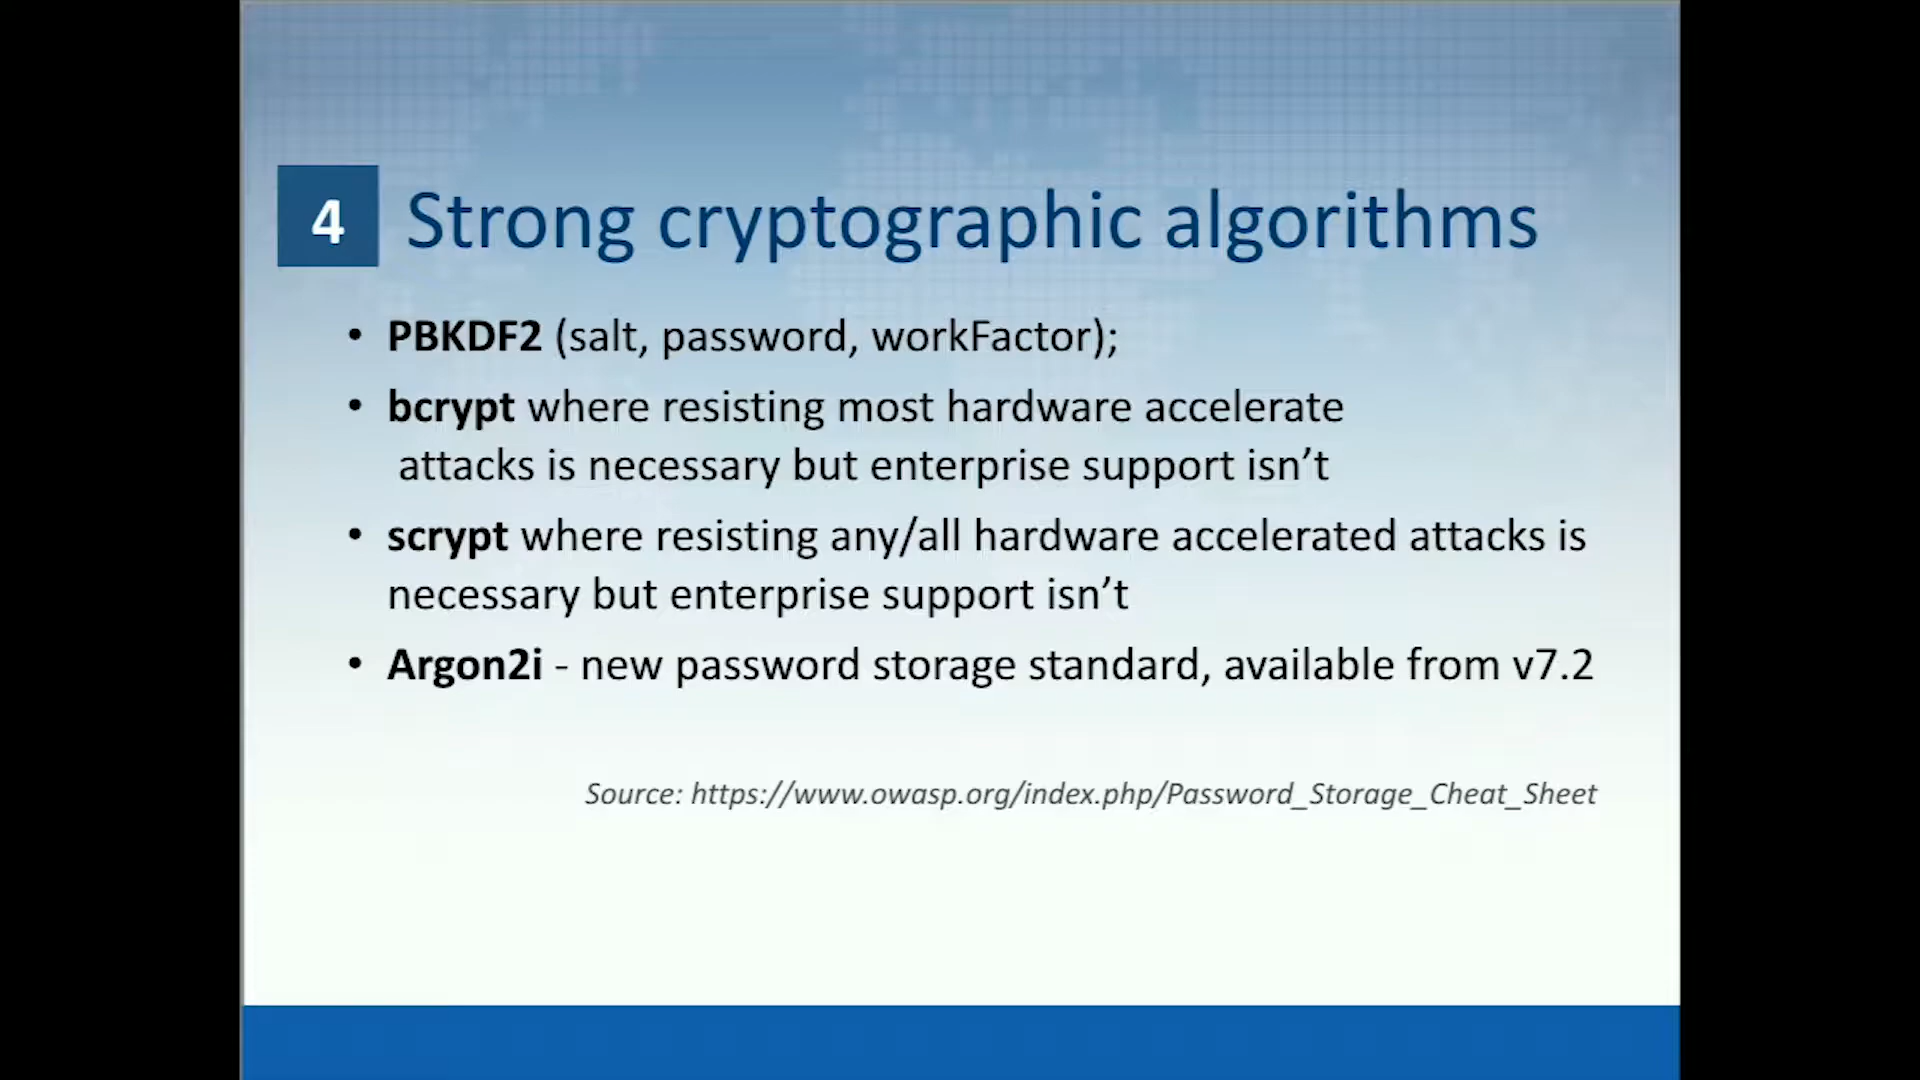 4 Strong cryptographic algorithms
• PBKDF2 (salt, password, workFactor);
• bcrypt where resisting most hardware accelerate
attacks is necessary but enterprise support isn’t
• scrypt where resisting any/all hardware accelerated attacks is
necessary but enterprise support isn’t
• Argon2i - new password storage standard, available from v7.2
Source: https://www.owasp.org/index.php/Password_Storage_Cheat_Sheet